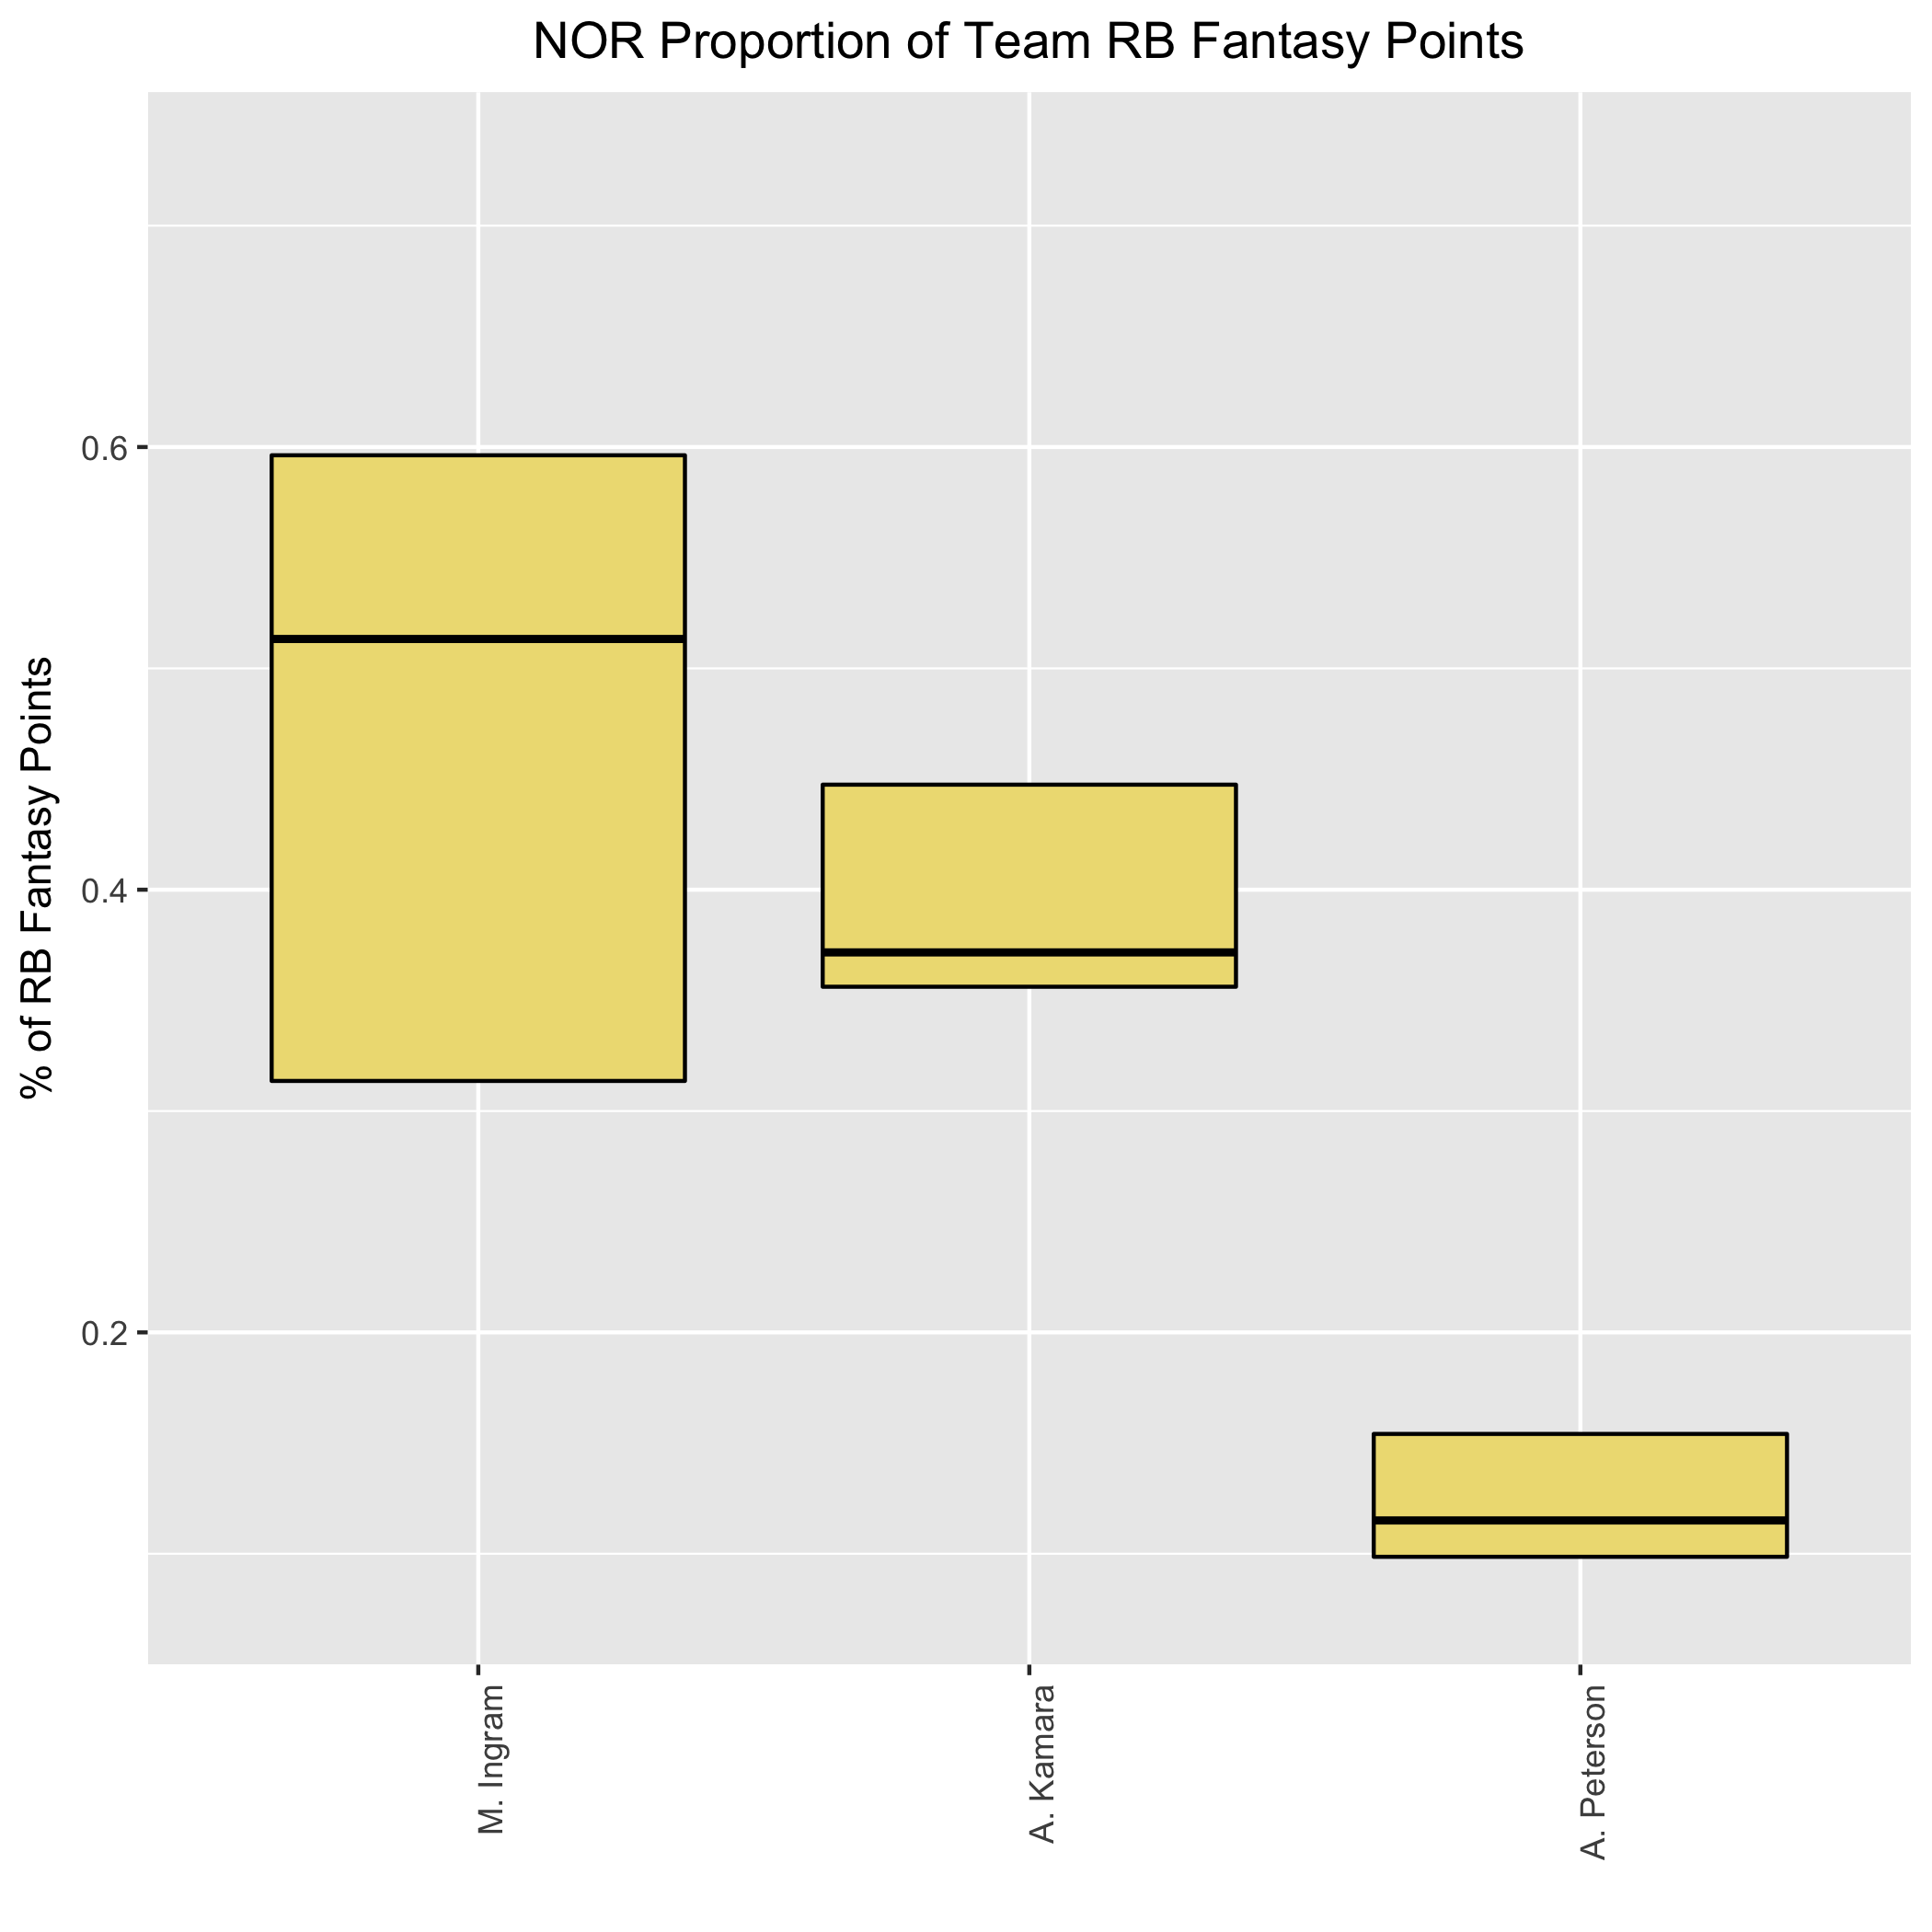 NOR Proportion of Team RB Fantasy Points
% of RB Fantasy Points
0.6
0.4
0.2
M. Ingram
A. Kamara
A. Peterson